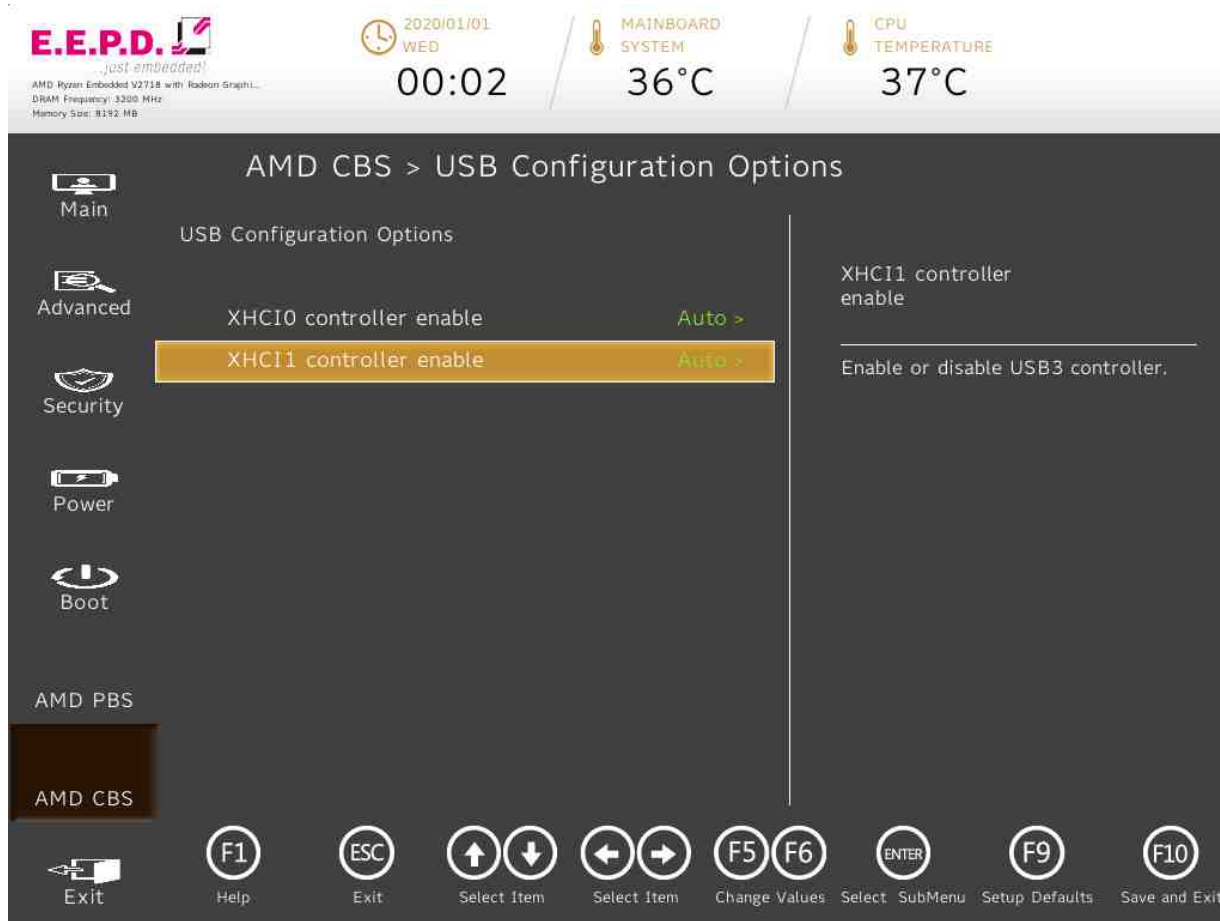 E.E.P.D.
...just embedded!
AMD Ryzen Embedded V2718 with Radeon Graphi...
DRAM Frequency: 3200 MHz
Memory Size: 8192 MB
2020/01/01
WED
00:02
MAINBOARD
SYSTEM
36°C
CPU
TEMPERATURE
37°C
Main
Advanced
Security
Power
Boot
AMD PBS
AMD CBS
Exit
AMD CBS > USB Configuration Options
USB Configuration Options
XHCI0 controller enable Auto >
XHCI1 controller enable Auto >
XHCI1 controller
enable
Enable or disable USB3 controller.
F1 ESC F5 F6 ENTER F9 F10
Help Exit Select Item Select Item Change Values Select SubMenu Setup Defaults Save and Exit